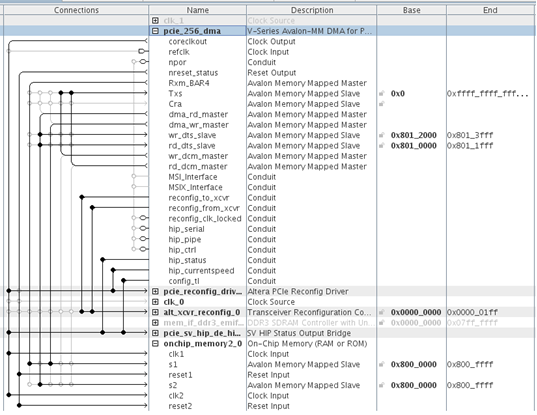 Connections Name Description Base End
clk_1 Clock Source
pcie_256_dma V-Series Avalon-MM DMA for P...
coreclkout Clock Output
refclk Clock Input
npor Conduit
nreset_status Reset Output
Rxm_BAR4 Avalon Memory Mapped Master
Txs Avalon Memory Mapped Slave 0x0 0xffff_ffff_fff...
Cra Avalon Memory Mapped Slave
dma_rd_master Avalon Memory Mapped Master
dma_wr_master Avalon Memory Mapped Master
wr_dts_slave Avalon Memory Mapped Slave 0x801_2000 0x801_3fff
rd_dts_slave Avalon Memory Mapped Slave 0x801_0000 0x801_1fff
wr_dcm_master Avalon Memory Mapped Master
rd_dcm_master Avalon Memory Mapped Master
MSI_Interface Conduit
MSIX_Interface Conduit
reconfig_to_xcvr Conduit
reconfig_from_xcvr Conduit
reconfig_clk_locked Conduit
hip_serial Conduit
hip_pipe Conduit
hip_ctrl Conduit
hip_status Conduit
hip_currentspeed Conduit
config_tl Conduit
pcie_reconfig_driv... Altera PCIe Reconfig Driver
clk_0 Clock Source
alt_xcvr_reconfig_0 Transceiver Reconfiguration Co... 0x0000_0000 0x0000_01ff
mem_if_ddr3_emif... DDR3 SDRAM Controller with Un... 0x0000_0000 0x07ff_ffff
pcie_sv_hip_de_hi... SV HIP Status Output Bridge
onchip_memory2_0 On-Chip Memory (RAM or ROM)
clk1 Clock Input
s1 Avalon Memory Mapped Slave 0x800_0000 0x800_ffff
reset1 Reset Input
s2 Avalon Memory Mapped Slave 0x800_0000 0x800_ffff
clk2 Clock Input
reset2 Reset Input